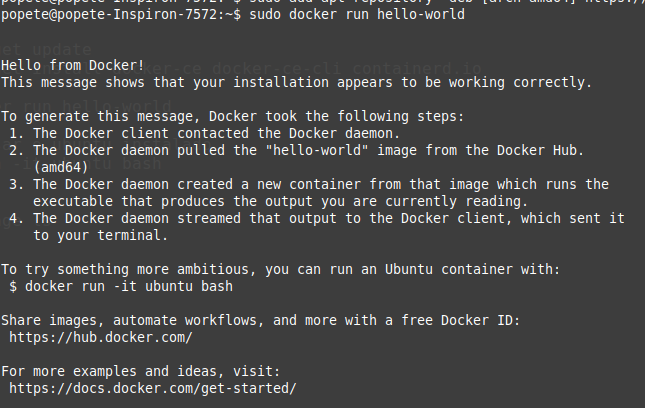 popete@popete-Inspiron-7572:~$ sudo add-apt-repository "deb [arch=amd64] https:/
popete@popete-Inspiron-7572:~$ sudo docker run hello-world
Hello from Docker!
This message shows that your installation appears to be working correctly.
To generate this message, Docker took the following steps:
1. The Docker client contacted the Docker daemon.
2. The Docker daemon pulled the "hello-world" image from the Docker Hub.
(amd64)
3. The Docker daemon created a new container from that image which runs the
executable that produces the output you are currently reading.
4. The Docker daemon streamed that output to the Docker client, which sent it
to your terminal.
To try something more ambitious, you can run an Ubuntu container with:
$ docker run -it ubuntu bash
Share images, automate workflows, and more with a free Docker ID:
https://hub.docker.com/
For more examples and ideas, visit:
https://docs.docker.com/get-started/